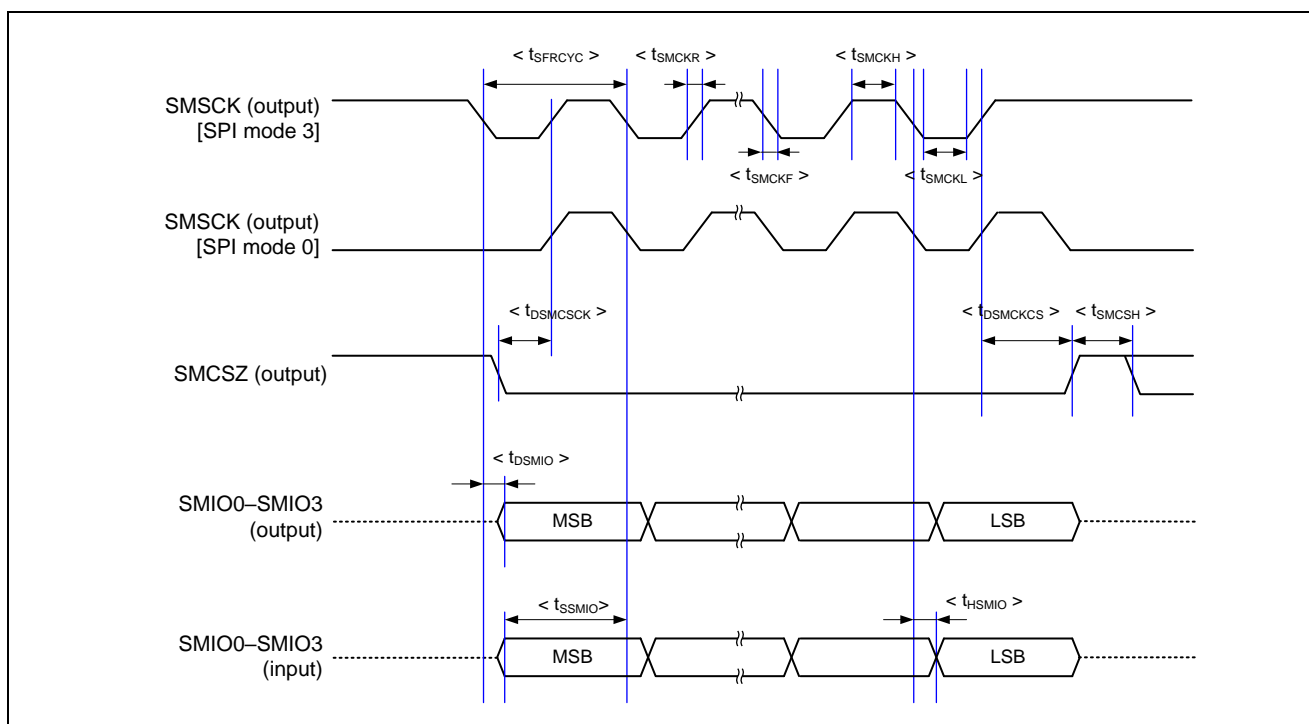 < tSFRCYC >
< tSMCKR >
< tSMCKH >
SMSCK (output)
[SPI mode 3]
< tSMCKF >
< tSMCKL >
SMSCK (output)
[SPI mode 0]
< tDSMCSCK >
< tDSMCKCS >
< tSMCSH >
SMCSZ (output)
< tDSMIO >
SMIO0–SMIO3
(output)
MSB
LSB
< tSSMIO>
< tHSMIO >
SMIO0–SMIO3
(input)
MSB
LSB